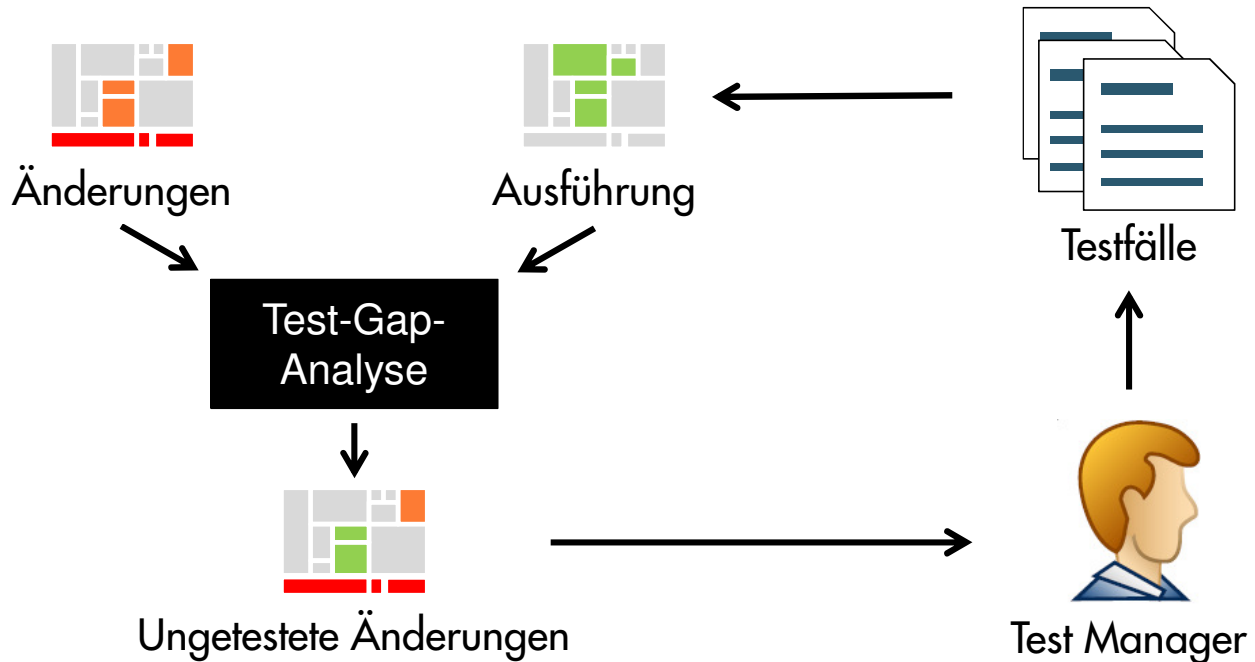 Änderungen
Ausführung
Testfälle
Test-Gap-
Analyse
Ungetestete Änderungen
Test Manager